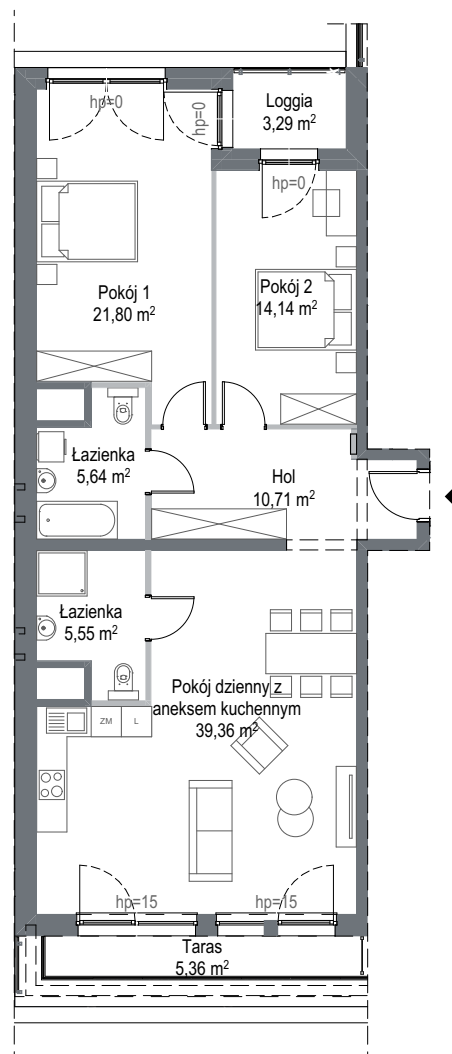 hp=0
hp=0
Loggia
3,29 m²
hp=0
Pokój 1
21,80 m²
Pokój 2
14,14 m²
Łazienka
5,64 m²
Hol
10,71 m²
Łazienka
5,55 m²
Pokój dzienny z
aneksem kuchennym
39,36 m²
ZM
L
hp=15
hp=15
Taras
5,36 m²